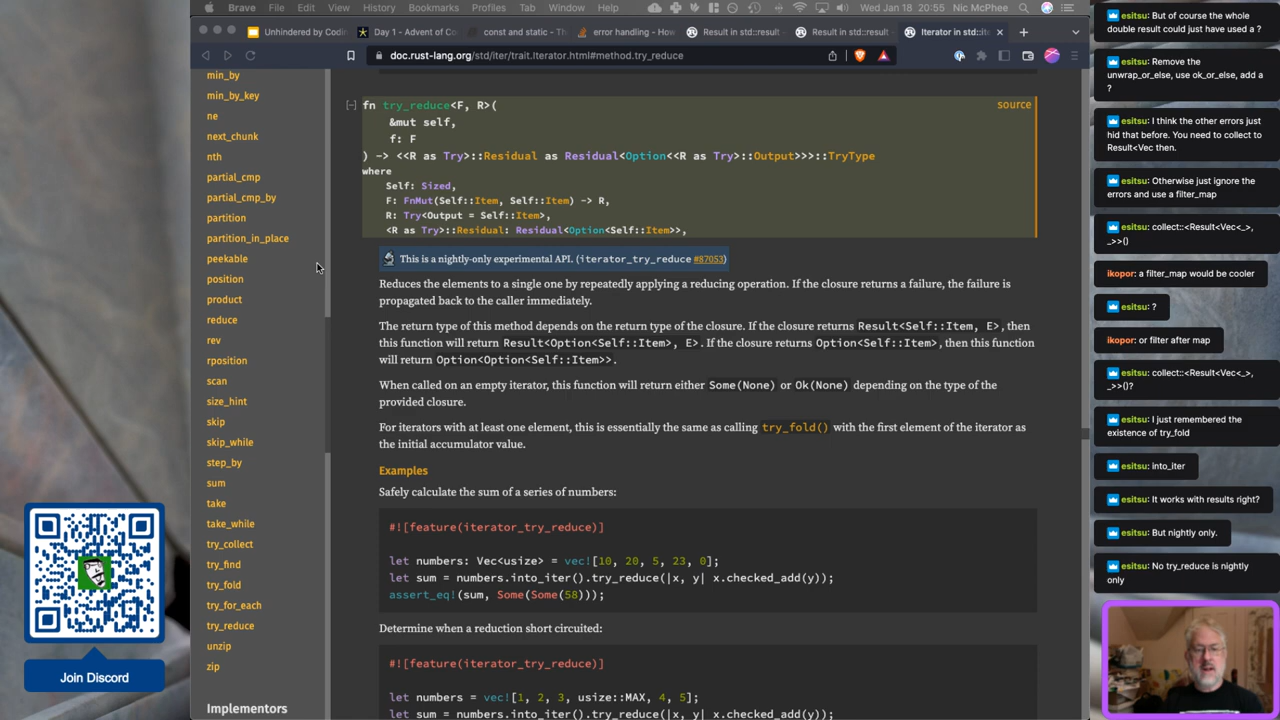 Brave File Edit View History Bookmarks Profiles Tab Window Help Wed Jan 18 20:55 Nic McPhee
Unhindered by Codin
Day 1 - Advent of Co
const and static - Th
error handling - How
Result in std::result
Result in std::result
Iterator in std::ite
doc.rust-lang.org/std/iter/trait.Iterator.html#method.try_reduce
min_by
min_by_key
ne
next_chunk
nth
partial_cmp
partial_cmp_by
partition
partition_in_place
peekable
position
product
reduce
rev
rposition
scan
size_hint
skip
skip_while
step_by
sum
take
take_while
try_collect
try_find
try_fold
try_for_each
try_reduce
unzip
zip
Implementors
[-] fn try_reduce<F, R>( source
&mut self,
f: F
) -> <<R as Try>::Residual as Residual<Option<<R as Try>::Output>>>::TryType
where
Self: Sized,
F: FnMut(Self::Item, Self::Item) -> R,
R: Try<Output = Self::Item>,
<R as Try>::Residual: Residual<Option<Self::Item>>,
This is a nightly-only experimental API. (iterator_try_reduce #87053)
Reduces the elements to a single one by repeatedly applying a reducing operation. If the closure returns a failure, the failure is
propagated back to the caller immediately.
The return type of this method depends on the return type of the closure. If the closure returns Result<Self::Item, E>, then
this function will return Result<Option<Self::Item>, E>. If the closure returns Option<Self::Item>, then this function
will return Option<Option<Self::Item>>.
When called on an empty iterator, this function will return either Some(None) or Ok(None) depending on the type of the
provided closure.
For iterators with at least one element, this is essentially the same as calling try_fold() with the first element of the iterator as
the initial accumulator value.
Examples
Safely calculate the sum of a series of numbers:
#![feature(iterator_try_reduce)]
let numbers: Vec<usize> = vec![10, 20, 5, 23, 0];
let sum = numbers.into_iter().try_reduce(|x, y| x.checked_add(y));
assert_eq!(sum, Some(Some(58)));
Determine when a reduction short circuited:
#![feature(iterator_try_reduce)]
let numbers = vec![1, 2, 3, usize::MAX, 4, 5];
let sum = numbers.into_iter().try_reduce(|x, y| x.checked_add(y));
esitsu: But of course the whole
double result could just have used a ?
esitsu: Remove the
unwrap_or_else, use ok_or_else, add a
?
esitsu: I think the other errors just
hid that before. You need to collect to
Result<Vec then.
esitsu: Otherwise just ignore the
errors and use a filter_map
esitsu: collect::<Result<Vec<_>,
_>>()
ikopor: a filter_map would be cooler
esitsu: ?
ikopor: or filter after map
esitsu: collect::<Result<Vec<_>,
_>>()?
esitsu: I just remembered the
existence of try_fold
esitsu: into_iter
esitsu: It works with results right?
esitsu: But nightly only.
esitsu: No try_reduce is nightly
only
Join Discord